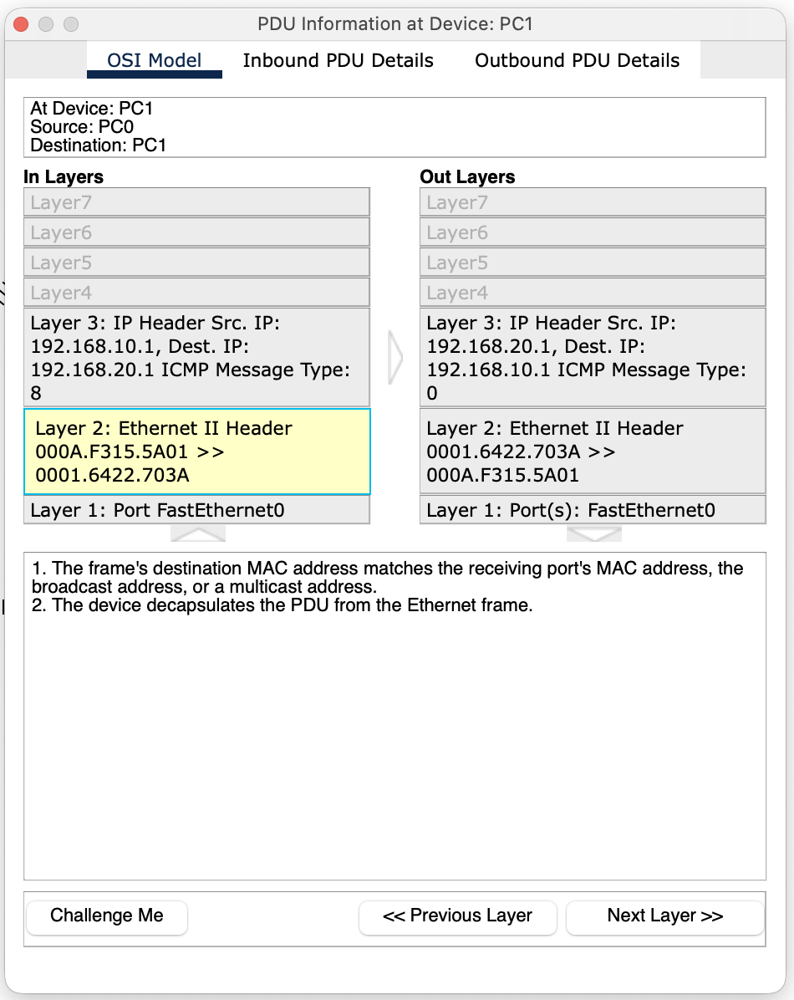 PDU Information at Device: PC1
OSI Model
Inbound PDU Details
Outbound PDU Details
At Device: PC1
Source: PC0
Destination: PC1
In Layers
Layer7
Layer6
Layer5
Layer4
Layer 3: IP Header Src. IP:
192.168.10.1, Dest. IP:
192.168.20.1 ICMP Message Type:
8
Layer 2: Ethernet II Header
000A.F315.5A01 >>
0001.6422.703A
Layer 1: Port FastEthernet0
Out Layers
Layer7
Layer6
Layer5
Layer4
Layer 3: IP Header Src. IP:
192.168.20.1, Dest. IP:
192.168.10.1 ICMP Message Type:
0
Layer 2: Ethernet II Header
0001.6422.703A >>
000A.F315.5A01
Layer 1: Port(s): FastEthernet0
1. The frame's destination MAC address matches the receiving port's MAC address, the
broadcast address, or a multicast address.
2. The device decapsulates the PDU from the Ethernet frame.
Challenge Me
<< Previous Layer
Next Layer >>